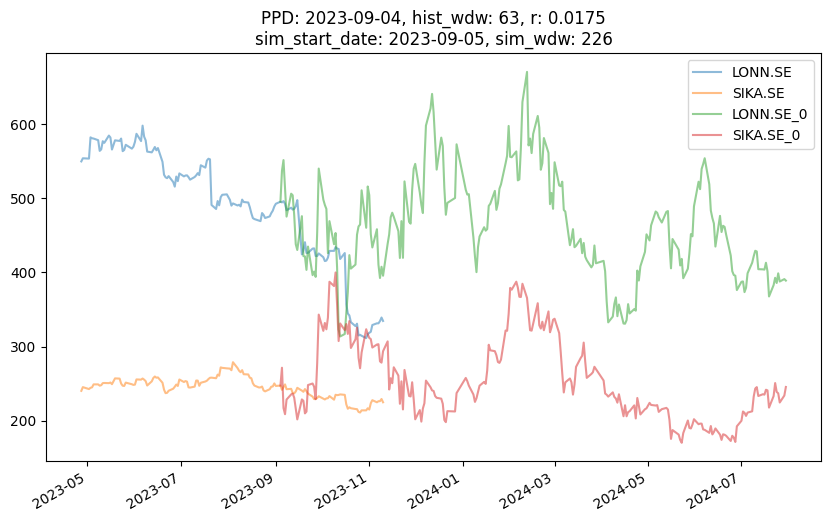 PPD: 2023-09-04, hist_wdw: 63, r: 0.0175
sim_start_date: 2023-09-05, sim_wdw: 226
LONN.SE
SIKA.SE
LONN.SE_0
SIKA.SE_0
600
500
400
300
200
2023-05
2023-07
2023-09
2023-11
2024-01
2024-03
2024-05
2024-07